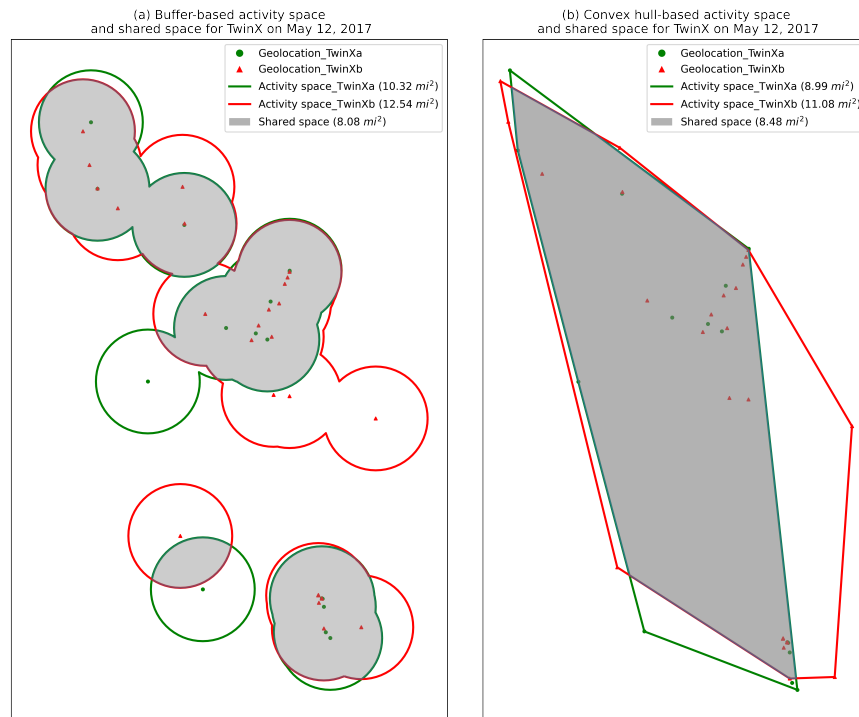 (a) Buffer-based activity space
and shared space for TwinX on May 12, 2017
Geolocation_TwinXa
Geolocation_TwinXb
Activity space_TwinXa (10.32 mi²)
Activity space_TwinXb (12.54 mi²)
Shared space (8.08 mi²)
(b) Convex hull-based activity space
and shared space for TwinX on May 12, 2017
Geolocation_TwinXa
Geolocation_TwinXb
Activity space_TwinXa (8.99 mi²)
Activity space_TwinXb (11.08 mi²)
Shared space (8.48 mi²)